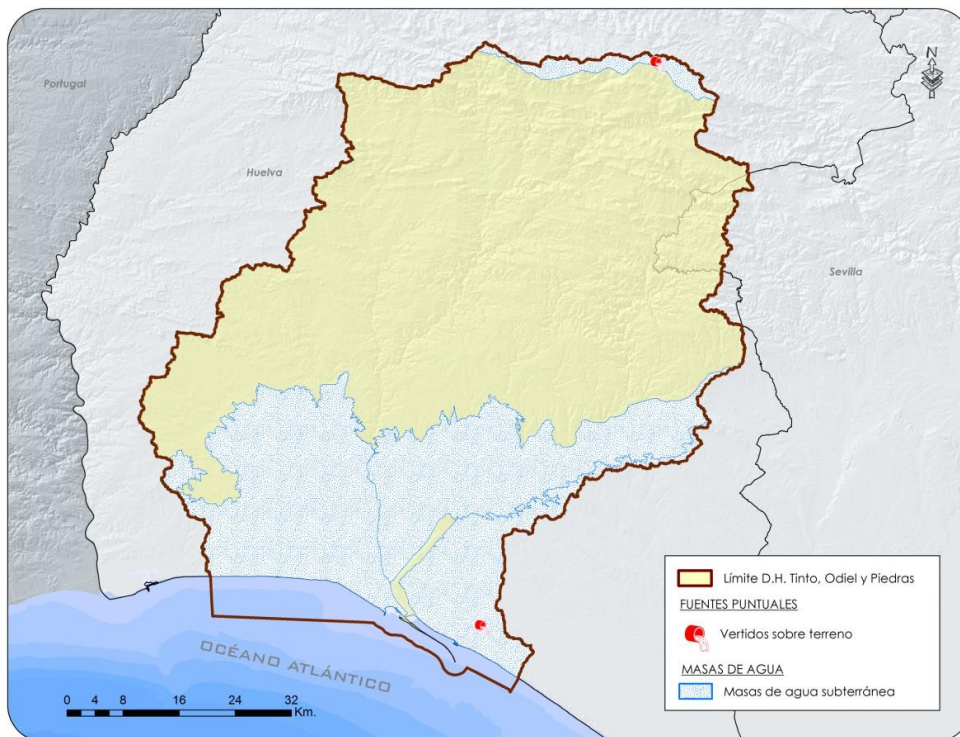 Portugal
N
Huelva
Sevilla
OCÉANO ATLÁNTICO
0 4 8 16 24 32
Km.
Límite D.H. Tinto, Odiel y Piedras
FUENTES PUNTUALES
Vertidos sobre terreno
MASAS DE AGUA
Masas de agua subterránea